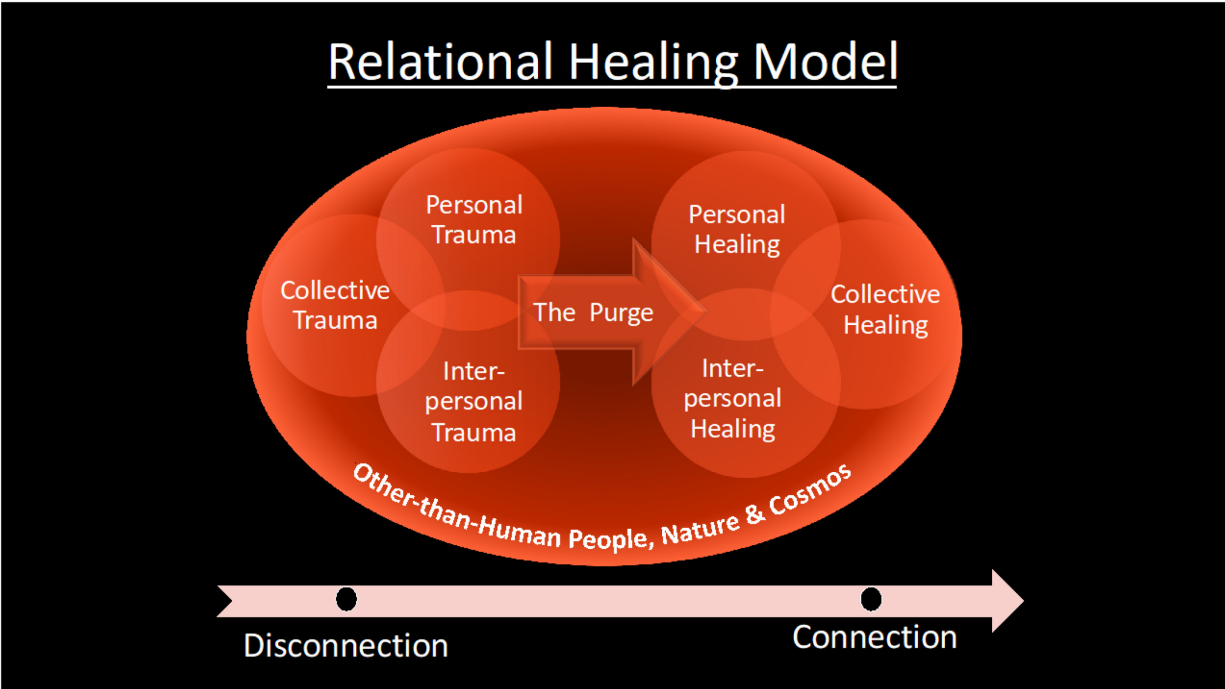 Relational Healing Model
Personal
Trauma
Collective
Trauma
Inter-
personal
Trauma
The Purge
Personal
Healing
Collective
Healing
Inter-
personal
Healing
Other-than-Human People, Nature & Cosmos
Disconnection
Connection